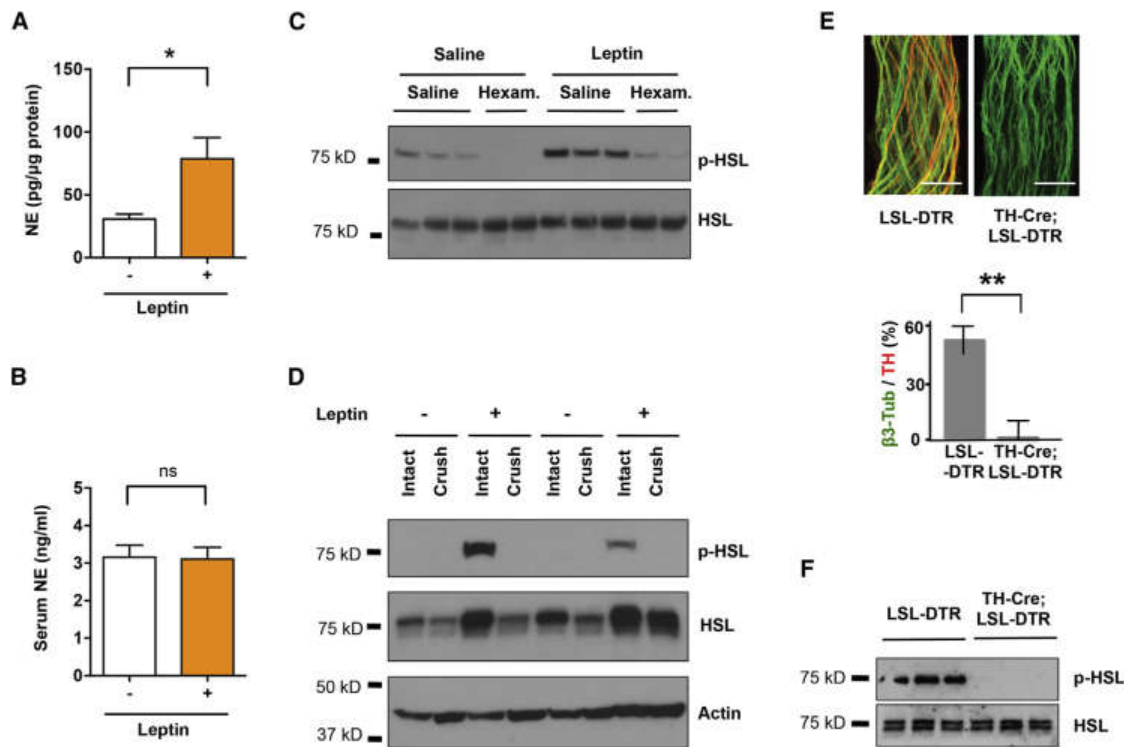 A
NE (pg/µg protein)
150
100
50
0
*
- +
Leptin
B
Serum NE (ng/ml)
5
4
3
2
1
0
ns
- +
Leptin
C
Saline Leptin
Saline Hexam. Saline Hexam.
75 kD p-HSL
75 kD HSL
D
Leptin - + - +
Intact Crush Intact Crush Intact Crush Intact Crush
75 kD p-HSL
75 kD HSL
50 kD
Actin
37 kD
E
LSL-DTR TH-Cre;
LSL-DTR
**
β3-Tub / TH (%)
60
30
0
LSL- TH-Cre;
-DTR LSL-DTR
F
LSL-DTR TH-Cre;
LSL-DTR
75 kD p-HSL
75 kD HSL